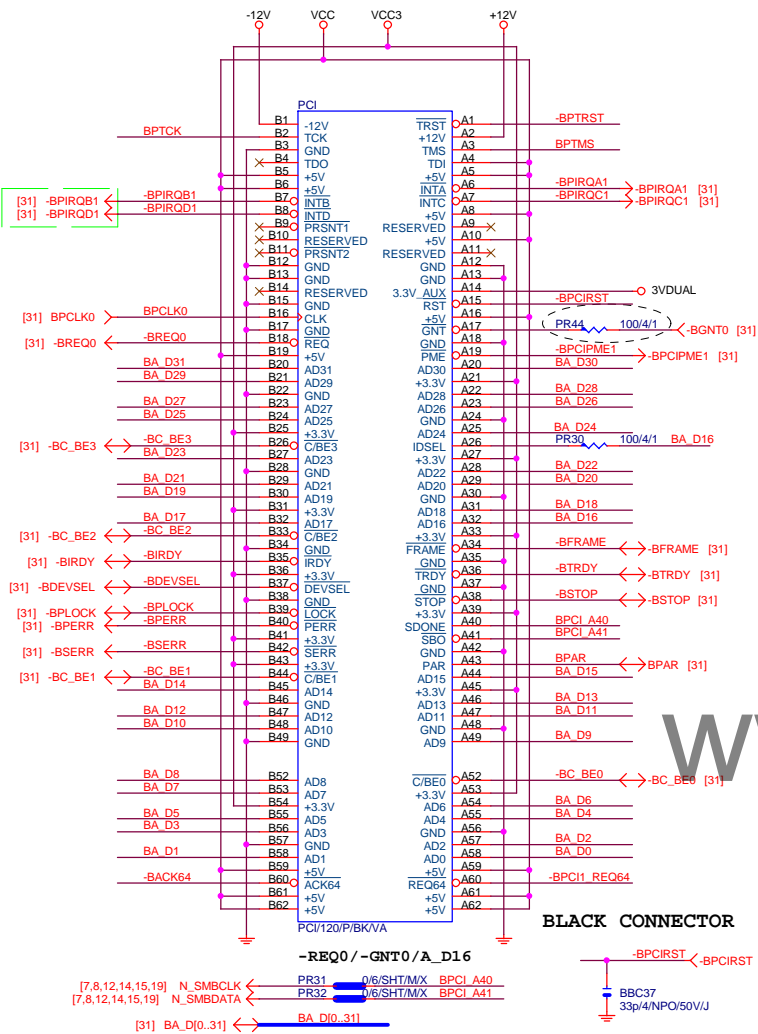 -12V VCC VCC3 +12V
PCI
B1 -12V TRST A1 -BPTRST
BPTCK B2 TCK +12V A2
B3 GND TMS A3 BPTMS
B4 TDO TDI A4
B5 +5V +5V A5
[31] -BPIRQB1 -BPIRQB1 B6 +5V INTA A6 -BPIRQA1 -BPIRQA1 [31]
[31] -BPIRQD1 -BPIRQD1 B7 INTB INTC A7 -BPIRQC1 -BPIRQC1 [31]
B8 INTD +5V A8
B9 PRSNT1 RESERVED A9
B10 RESERVED +5V A10
B11 PRSNT2 RESERVED A11
B12 GND GND A12
B13 GND GND A13
B14 RESERVED 3.3V_AUX A14 3VDUAL
B15 GND RST A15 -BPCIRST
[31] BPCLK0 BPCLK0 B16 CLK +5V A16
B17 GND GNT A17 PR44 100/4/1 -BGNT0 [31]
[31] -BREQ0 -BREQ0 B18 REQ GND A18
B19 +5V PME A19 -BPCIPME1 -BPCIPME1 [31]
BA_D31 B20 AD31 AD30 A20 BA_D30
BA_D29 B21 AD29 +3.3V A21
B22 GND AD28 A22 BA_D28
BA_D27 B23 AD27 AD26 A23 BA_D26
BA_D25 B24 AD25 GND A24
B25 +3.3V AD24 A25 BA_D24
[31] -BC_BE3 -BC_BE3 B26 C/BE3 IDSEL A26 PR30 100/4/1 BA_D16
BA_D23 B27 AD23 +3.3V A27
B28 GND AD22 A28 BA_D22
BA_D21 B29 AD21 AD20 A29 BA_D20
BA_D19 B30 AD19 GND A30
B31 +3.3V AD18 A31 BA_D18
BA_D17 B32 AD17 AD16 A32 BA_D16
[31] -BC_BE2 -BC_BE2 B33 C/BE2 +3.3V A33
B34 GND FRAME A34 -BFRAME -BFRAME [31]
[31] -BIRDY -BIRDY B35 IRDY GND A35
B36 +3.3V TRDY A36 -BTRDY -BTRDY [31]
[31] -BDEVSEL -BDEVSEL B37 DEVSEL GND A37
B38 GND STOP A38 -BSTOP -BSTOP [31]
[31] -BPLOCK -BPLOCK B39 LOCK +3.3V A39
[31] -BPERR -BPERR B40 PERR SDONE A40 BPCI_A40
B41 +3.3V SBO A41 BPCI_A41
[31] -BSERR -BSERR B42 SERR GND A42
B43 +3.3V PAR A43 BPAR BPAR [31]
[31] -BC_BE1 -BC_BE1 B44 C/BE1 AD15 A44 BA_D15
BA_D14 B45 AD14 +3.3V A45
B46 GND AD13 A46 BA_D13
BA_D12 B47 AD12 AD11 A47 BA_D11
BA_D10 B48 AD10 GND A48
B49 GND AD9 A49 BA_D9
BA_D8 B52 AD8 C/BE0 A52 -BC_BE0 -BC_BE0 [31]
BA_D7 B53 AD7 +3.3V A53
B54 +3.3V AD6 A54 BA_D6
BA_D5 B55 AD5 AD4 A55 BA_D4
BA_D3 B56 AD3 GND A56
B57 GND AD2 A57 BA_D2
BA_D1 B58 AD1 AD0 A58 BA_D0
B59 +5V +5V A59
-BACK64 B60 ACK64 REQ64 A60 -BPCI1_REQ64
B61 +5V +5V A61
B62 +5V +5V A62
PCI/120/P/BK/VA
BLACK CONNECTOR
-REQ0/-GNT0/A_D16
-BPCIRST -BPCIRST
[7,8,12,14,15,19] N_SMBCLK PR31 0/6/SHT/M/X BPCI_A40
[7,8,12,14,15,19] N_SMBDATA PR32 0/6/SHT/M/X BPCI_A41
BBC37
33p/4/NPO/50V/J
[31] BA_D[0..31] BA_D[0..31]